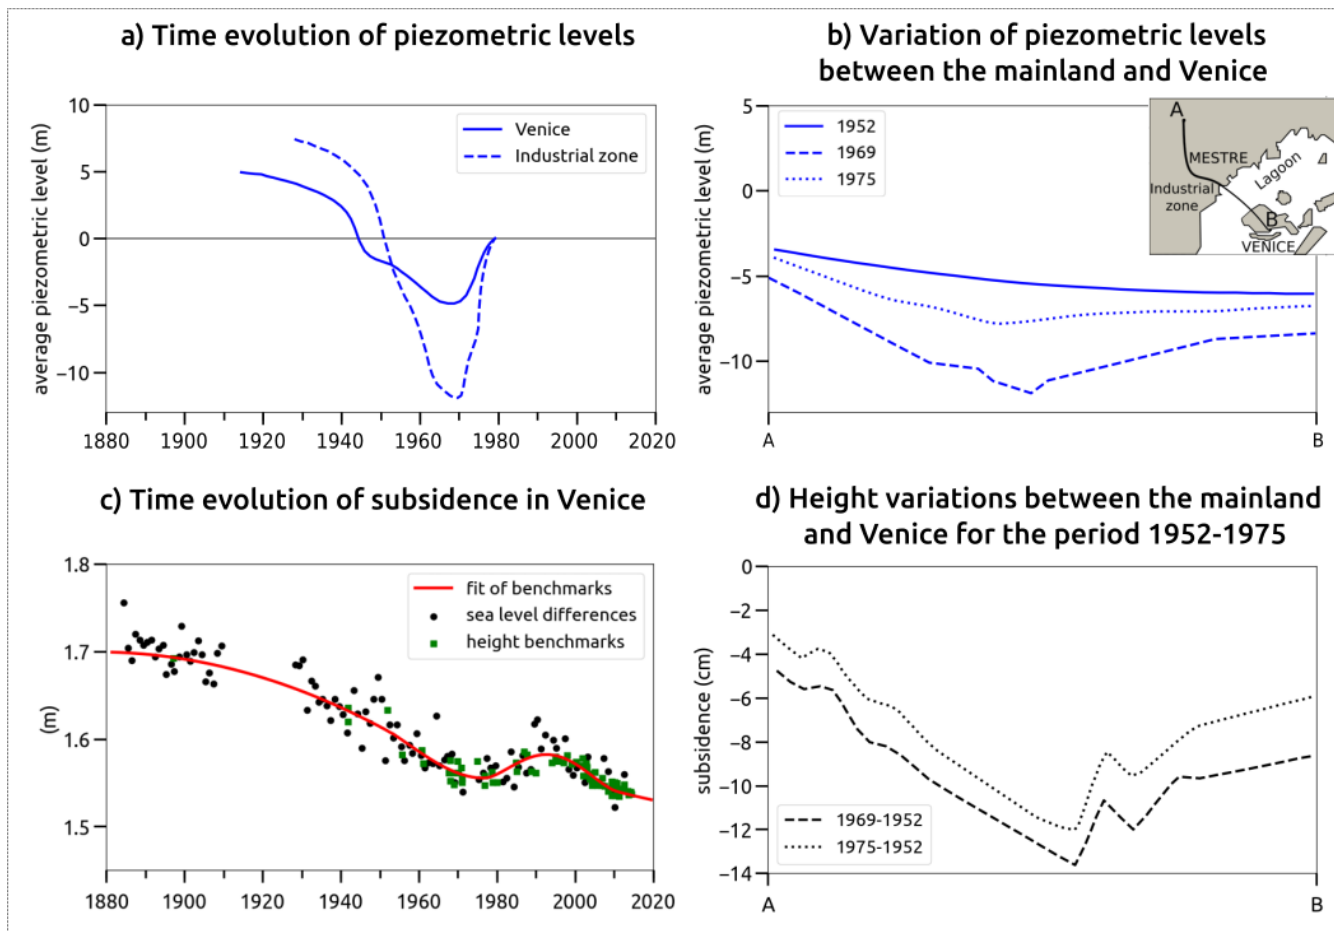 a) Time evolution of piezometric levels
10
5
0
−5
−10
average piezometric level (m)
Venice
Industrial zone
1880 1900 1920 1940 1960 1980 2000 2020
b) Variation of piezometric levels
between the mainland and Venice
5
0
−5
−10
average piezometric level (m)
1952
1969
1975
A
MESTRE
Lagoon
Industrial
zone
B
VENICE
A B
c) Time evolution of subsidence in Venice
1.8
1.7
1.6
1.5
(m)
fit of benchmarks
sea level differences
height benchmarks
1880 1900 1920 1940 1960 1980 2000 2020
d) Height variations between the mainland
and Venice for the period 1952-1975
0
−2
−4
−6
−8
−10
−12
−14
subsidence (cm)
1969-1952
1975-1952
A B